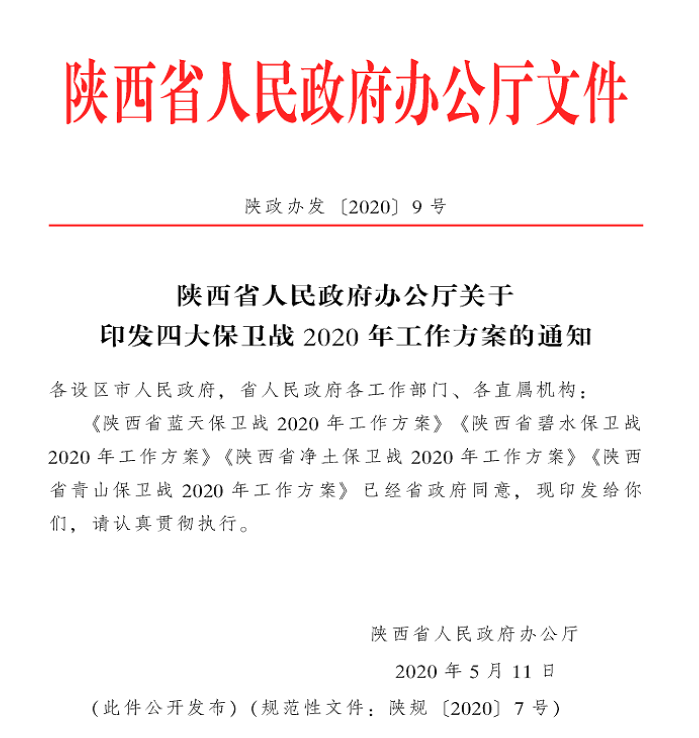 陕西省人民政府办公厅文件
陕政办发〔2020〕9号
陕西省人民政府办公厅关于
印发四大保卫战2020年工作方案的通知
各设区市人民政府，省人民政府各工作部门、各直属机构：
《陕西省蓝天保卫战2020年工作方案》《陕西省碧水保卫战
2020年工作方案》《陕西省净土保卫战2020年工作方案》《陕西
省青山保卫战2020年工作方案》已经省政府同意，现印发给你
们，请认真贯彻执行。
陕西省人民政府办公厅
2020年5月11日
（此件公开发布）（规范性文件：陕规〔2020〕7号）